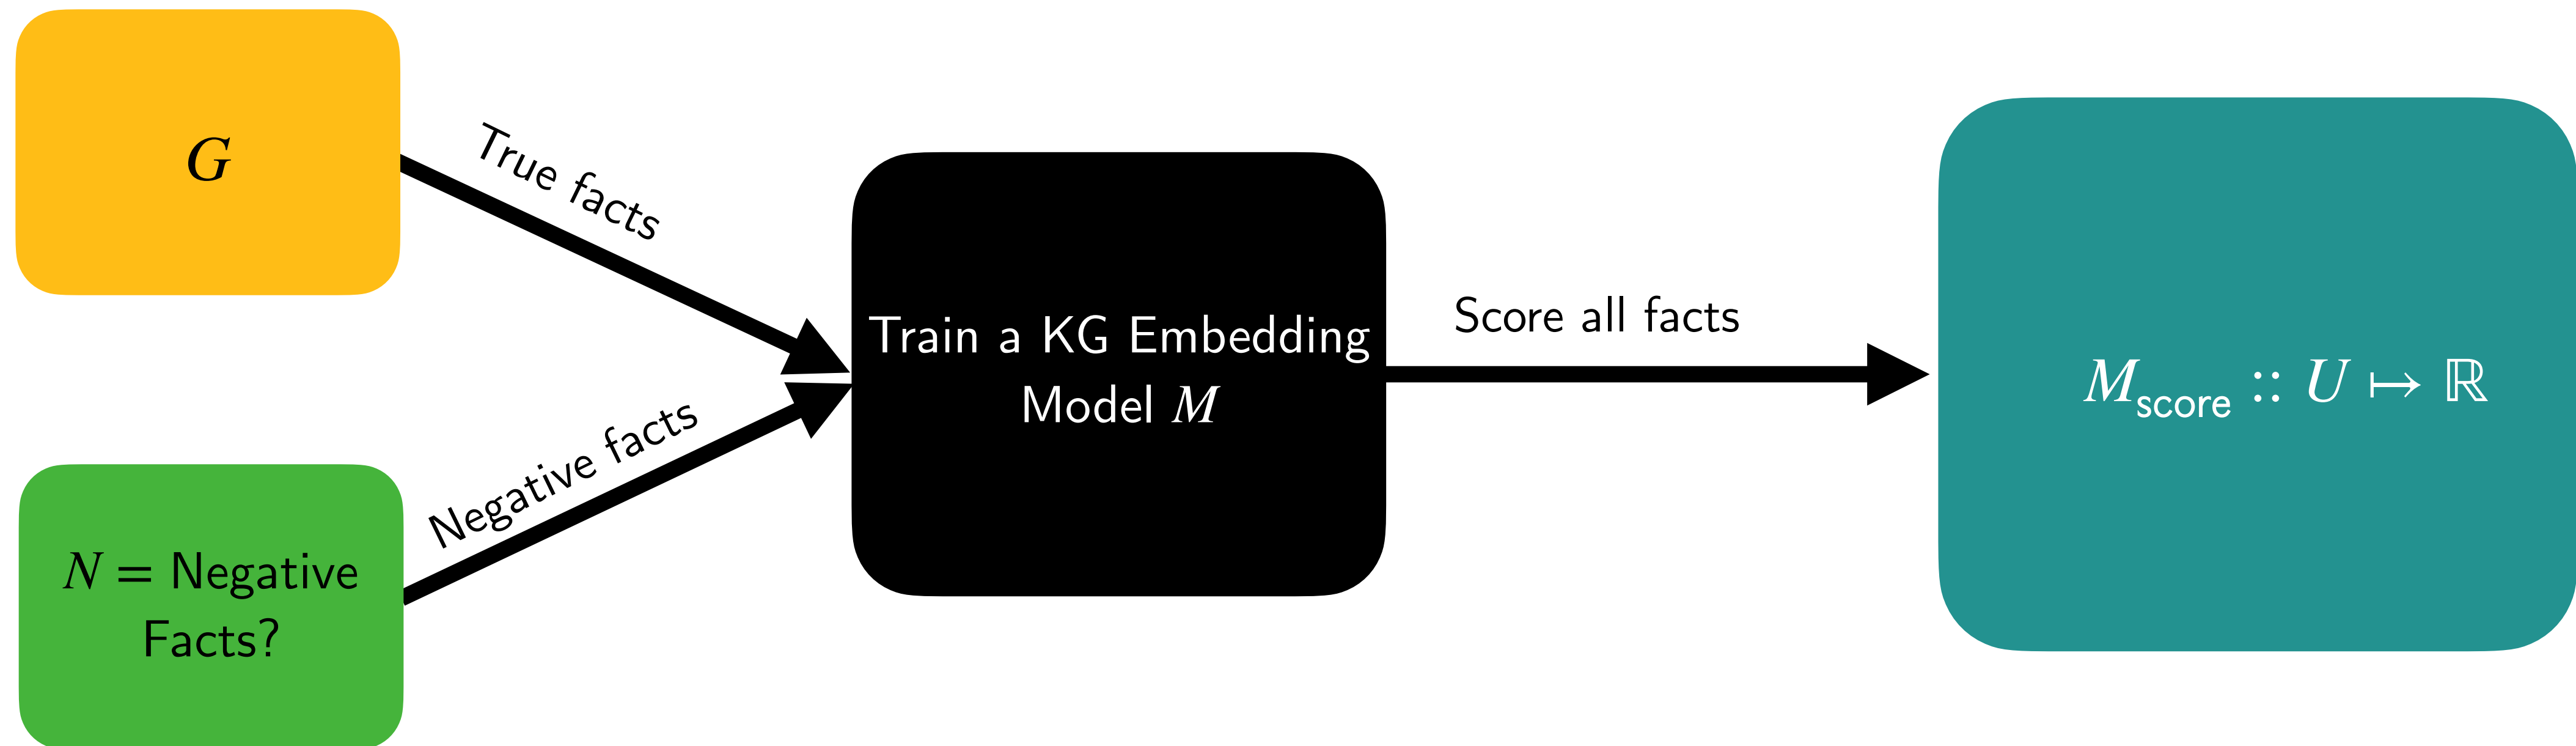 G
True facts
N = Negative
Facts?
Negative facts
Train a KG Embedding
Model M
Score all facts
M_score :: U ↦ ℝ